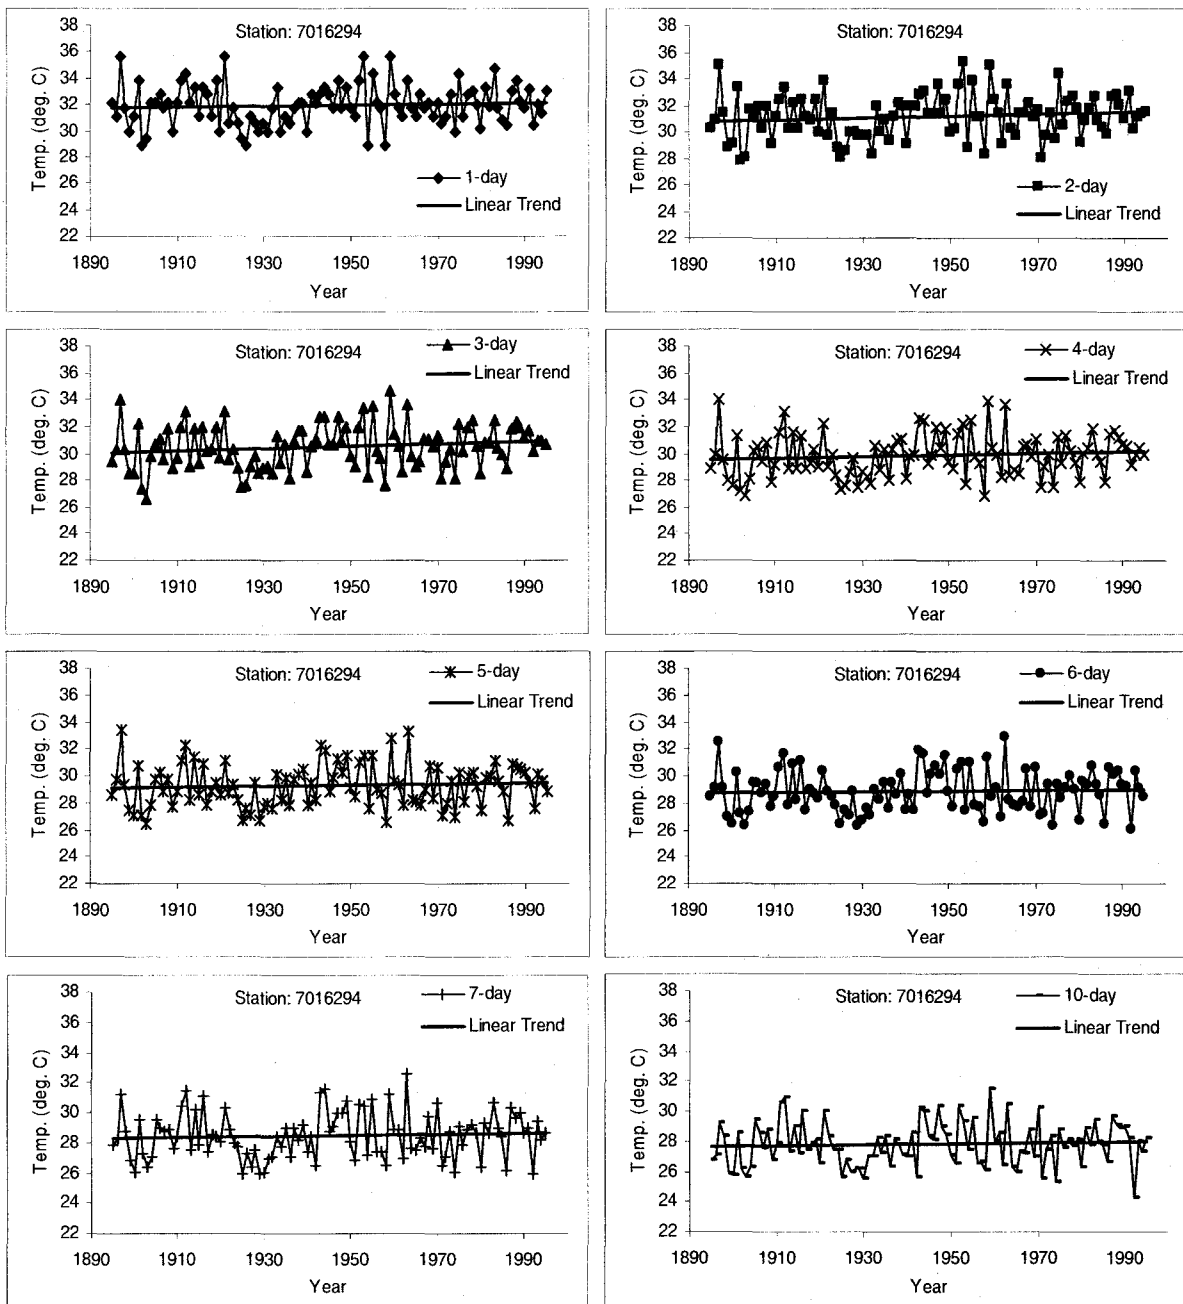 Station: 7016294
38
36
34
32
30
28
26
24
22
Temp. (deg. C)
1-day
Linear Trend
1890 1910 1930 1950 1970 1990
Year
Station: 7016294
38
36
34
32
30
28
26
24
22
Temp. (deg. C)
2-day
Linear Trend
1890 1910 1930 1950 1970 1990
Year
Station: 7016294
38
36
34
32
30
28
26
24
22
Temp. (deg. C)
3-day
Linear Trend
1890 1910 1930 1950 1970 1990
Year
Station: 7016294
38
36
34
32
30
28
26
24
22
Temp. (deg. C)
4-day
Linear Trend
1890 1910 1930 1950 1970 1990
Year
Station: 7016294
38
36
34
32
30
28
26
24
22
Temp. (deg. C)
5-day
Linear Trend
1890 1910 1930 1950 1970 1990
Year
Station: 7016294
38
36
34
32
30
28
26
24
22
Temp. (deg. C)
6-day
Linear Trend
1890 1910 1930 1950 1970 1990
Year
Station: 7016294
38
36
34
32
30
28
26
24
22
Temp. (deg. C)
7-day
Linear Trend
1890 1910 1930 1950 1970 1990
Year
Station: 7016294
38
36
34
32
30
28
26
24
22
Temp. (deg. C)
10-day
Linear Trend
1890 1910 1930 1950 1970 1990
Year